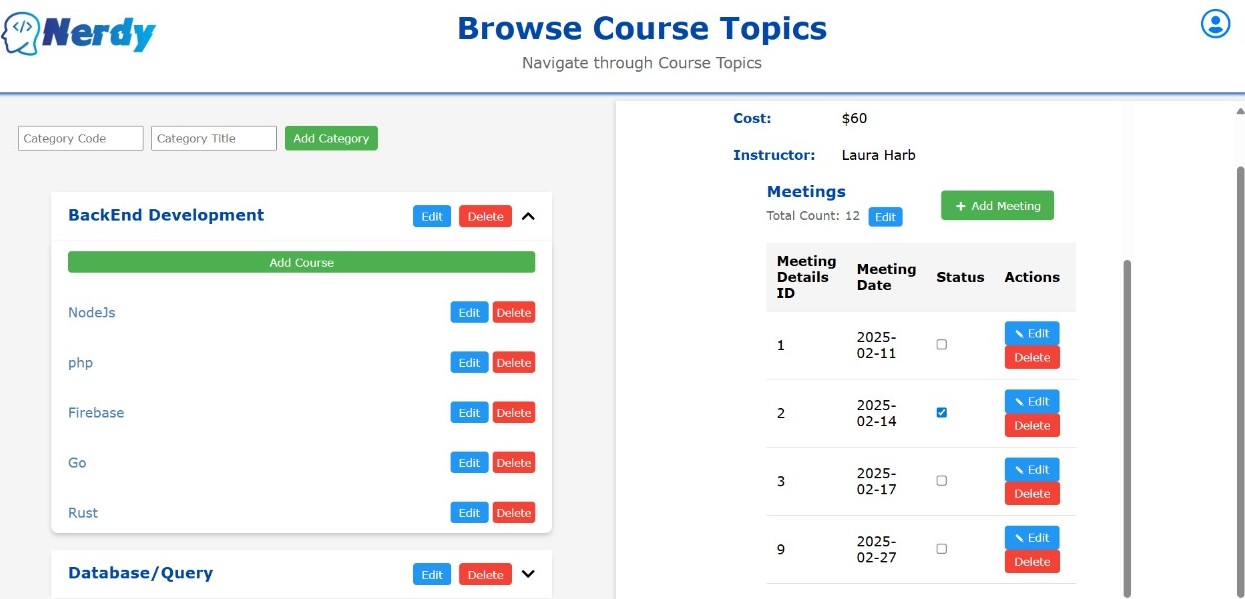 </> Nerdy
Browse Course Topics
Navigate through Course Topics
Category Code Category Title Add Category
BackEnd Development Edit Delete
Add Course
NodeJs Edit Delete
php Edit Delete
Firebase Edit Delete
Go Edit Delete
Rust Edit Delete
Database/Query Edit Delete
Cost: $60
Instructor: Laura Harb
Meetings
Total Count: 12 Edit
+ Add Meeting
Meeting Details ID Meeting Date Status Actions
1 2025-02-11 Edit Delete
2 2025-02-14 Edit Delete
3 2025-02-17 Edit Delete
9 2025-02-27 Edit Delete